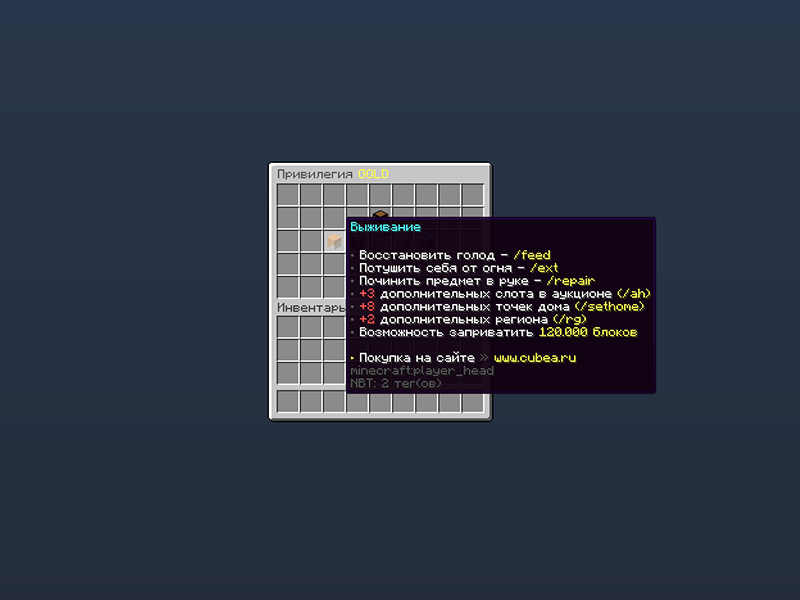 Привилегия GOLD
Выживание
• Восстановить голод - /feed
• Потушить себя от огня - /ext
• Починить предмет в руке - /repair
• +3 дополнительных слота в аукционе (/ah)
• +8 дополнительных точек дома (/sethome)
• +2 дополнительных региона (/rg)
• Возможность заприватить 120.000 блоков
• Покупка на сайте » www.cubea.ru
minecraft:player_head
NBT: 2 тег(ов)
Инвентарь